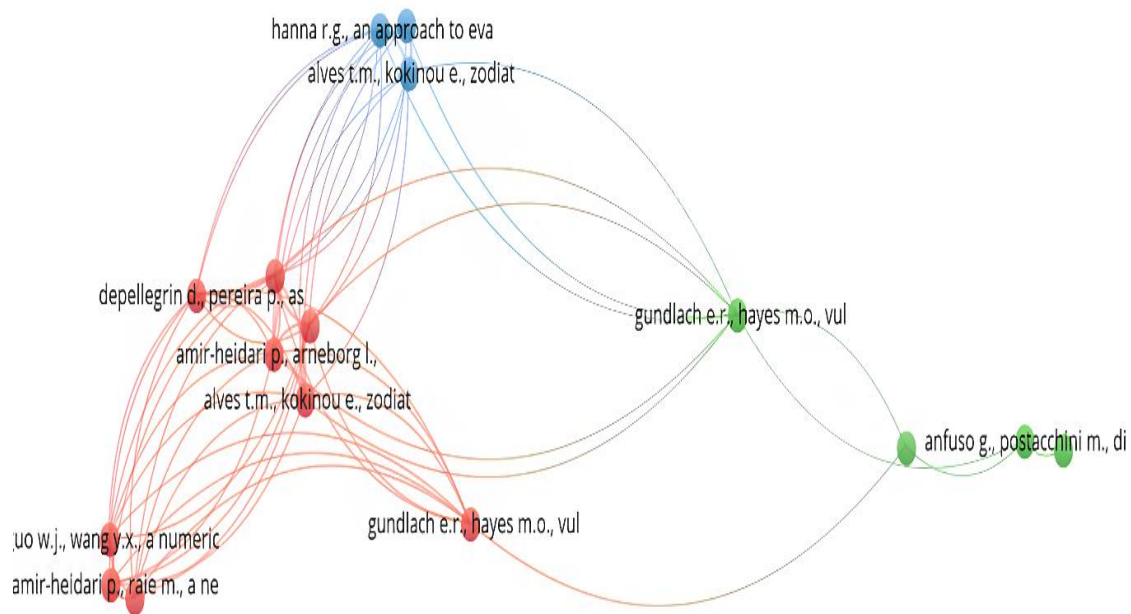 hanna r.g., an approach to eva
alves t.m., kokinou e., zodiat
depellegrin d., pereira p., as
gundlach e.r., hayes m.o., vul
amir-heidari p., arneborg l.,
alves t.m., kokinou e., zodiat
anfuso g., postacchini m., di
gundlach e.r., hayes m.o., vul
uo w.j., wang y.x., a numeric
amir-heidari p., raie m., a ne